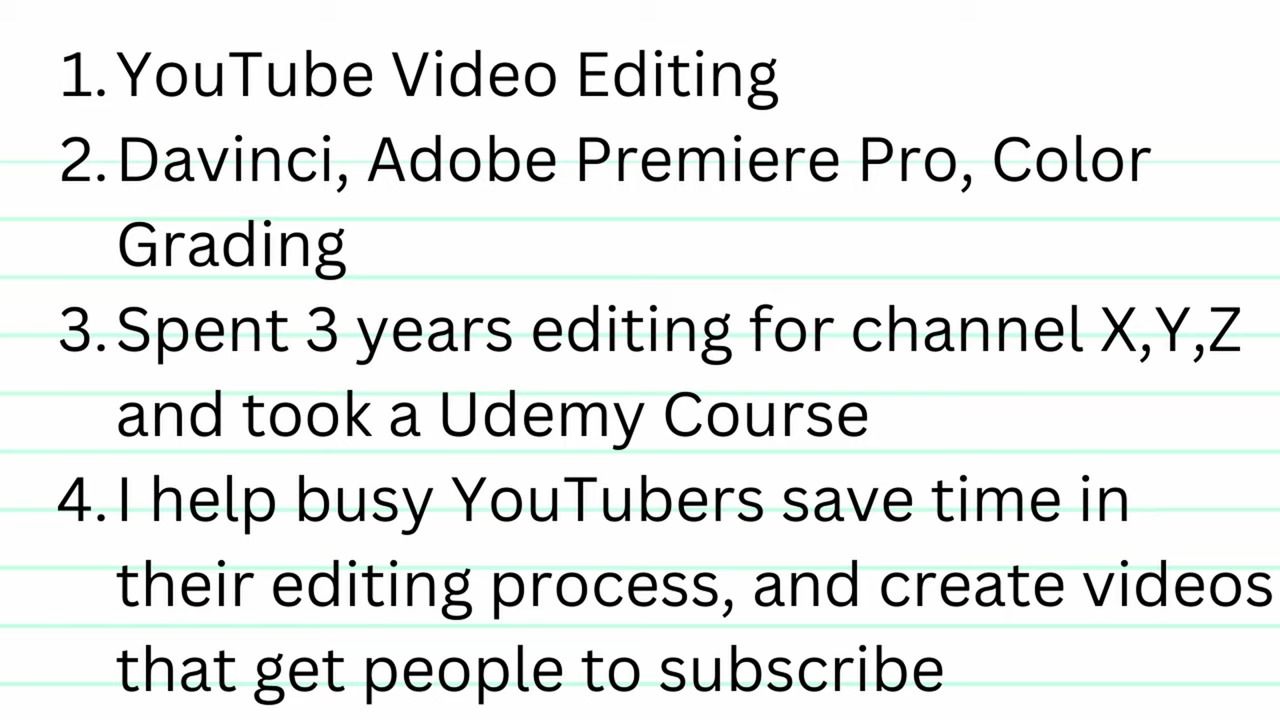 1. YouTube Video Editing
2. Davinci, Adobe Premiere Pro, Color
Grading
3. Spent 3 years editing for channel X,Y,Z
and took a Udemy Course
4. I help busy YouTubers save time in
their editing process, and create videos
that get people to subscribe